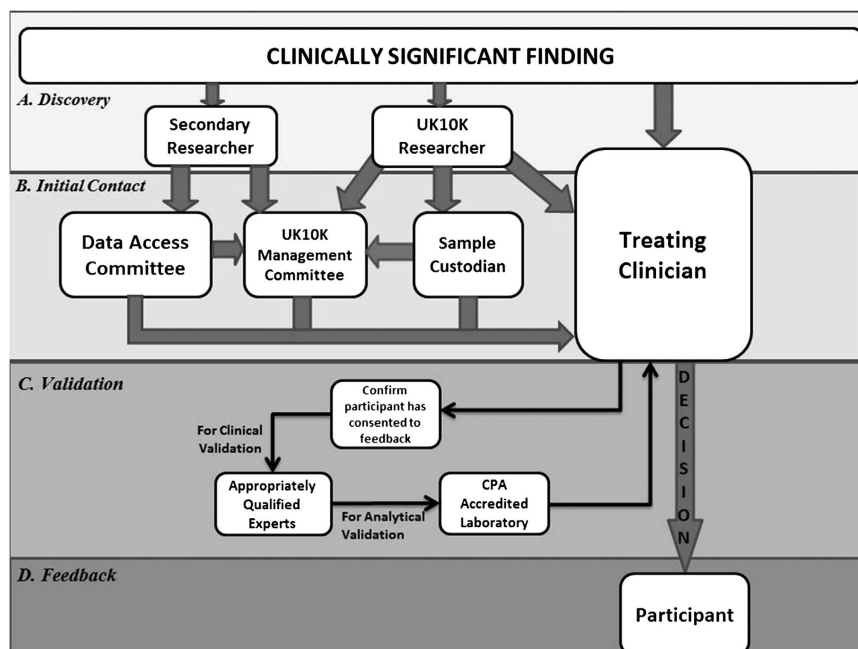 CLINICALLY SIGNIFICANT FINDING
A. Discovery
Secondary
Researcher
UK10K
Researcher
B. Initial Contact
Data Access
Committee
UK10K
Management
Committee
Sample
Custodian
Treating
Clinician
C. Validation
Confirm
participant has
consented to
feedback
For Clinical
Validation
Appropriately
Qualified
Experts
For Analytical
Validation
CPA
Accredited
Laboratory
DECISION
D. Feedback
Participant